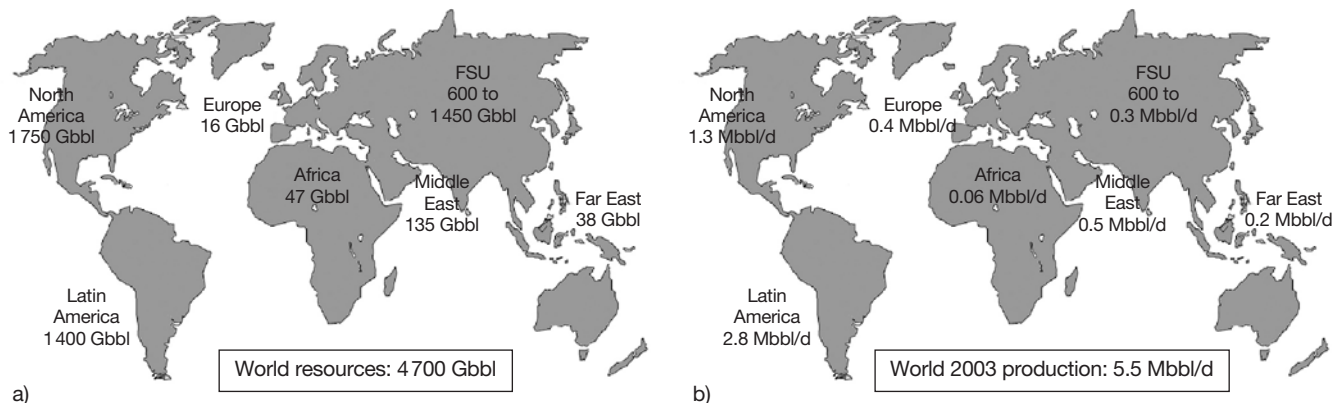 North
America
1 750 Gbbl
Europe
16 Gbbl
FSU
600 to
1 450 Gbbl
Africa
47 Gbbl
Middle
East
135 Gbbl
Far East
38 Gbbl
Latin
America
1 400 Gbbl
World resources: 4 700 Gbbl
a)
North
America
1.3 Mbbl/d
Europe
0.4 Mbbl/d
FSU
600 to
0.3 Mbbl/d
Africa
0.06 Mbbl/d
Middle
East
0.5 Mbbl/d
Far East
0.2 Mbbl/d
Latin
America
2.8 Mbbl/d
World 2003 production: 5.5 Mbbl/d
b)